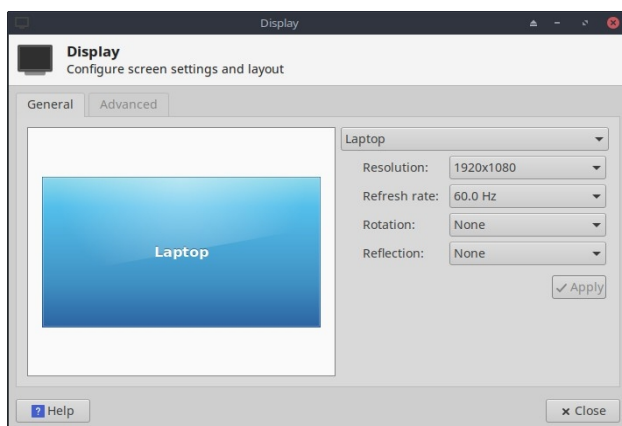 Display
Display
Configure screen settings and layout
General Advanced
Laptop
Resolution: 1920x1080
Refresh rate: 60.0 Hz
Rotation: None
Laptop
Reflection: None
Apply
? Help
Close